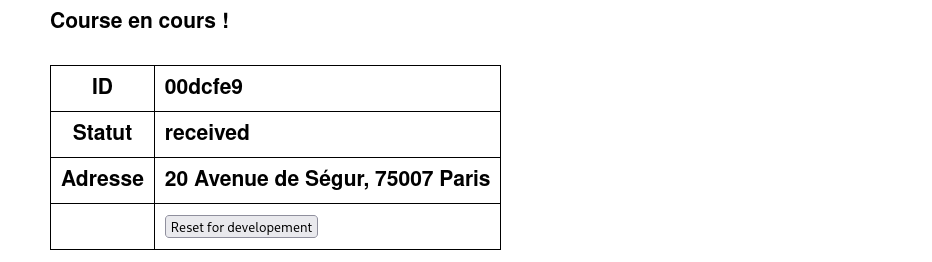 Course en cours !
ID 00dcfe9
Statut received
Adresse 20 Avenue de Ségur, 75007 Paris
Reset for developement